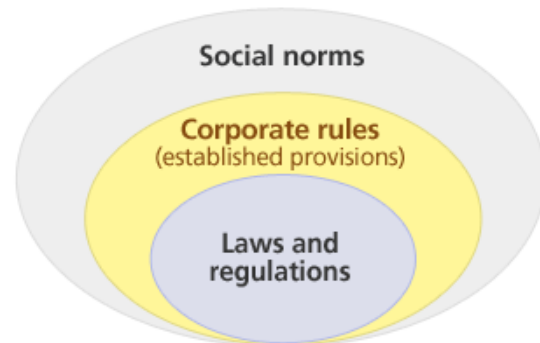 Social norms
Corporate rules
(established provisions)
Laws and
regulations